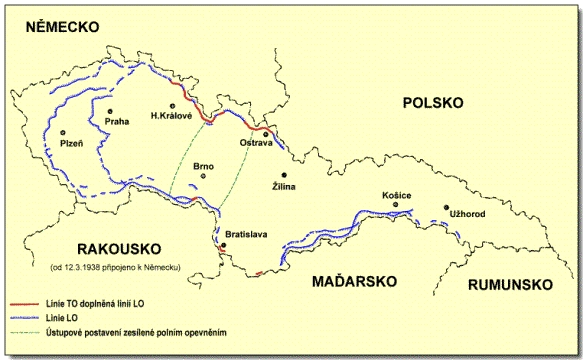 NĚMECKO
POLSKO
H.Králové
Praha
Ostrava
Plzeň
Brno
Žilina
Košice
Užhorod
Bratislava
RAKOUSKO
(od 12.3.1938 připojeno k Německu)
MAĎARSKO
RUMUNSKO
Linie TO doplněná linií LO
Linie LO
Ústupové postavení zesílené polním opevněním